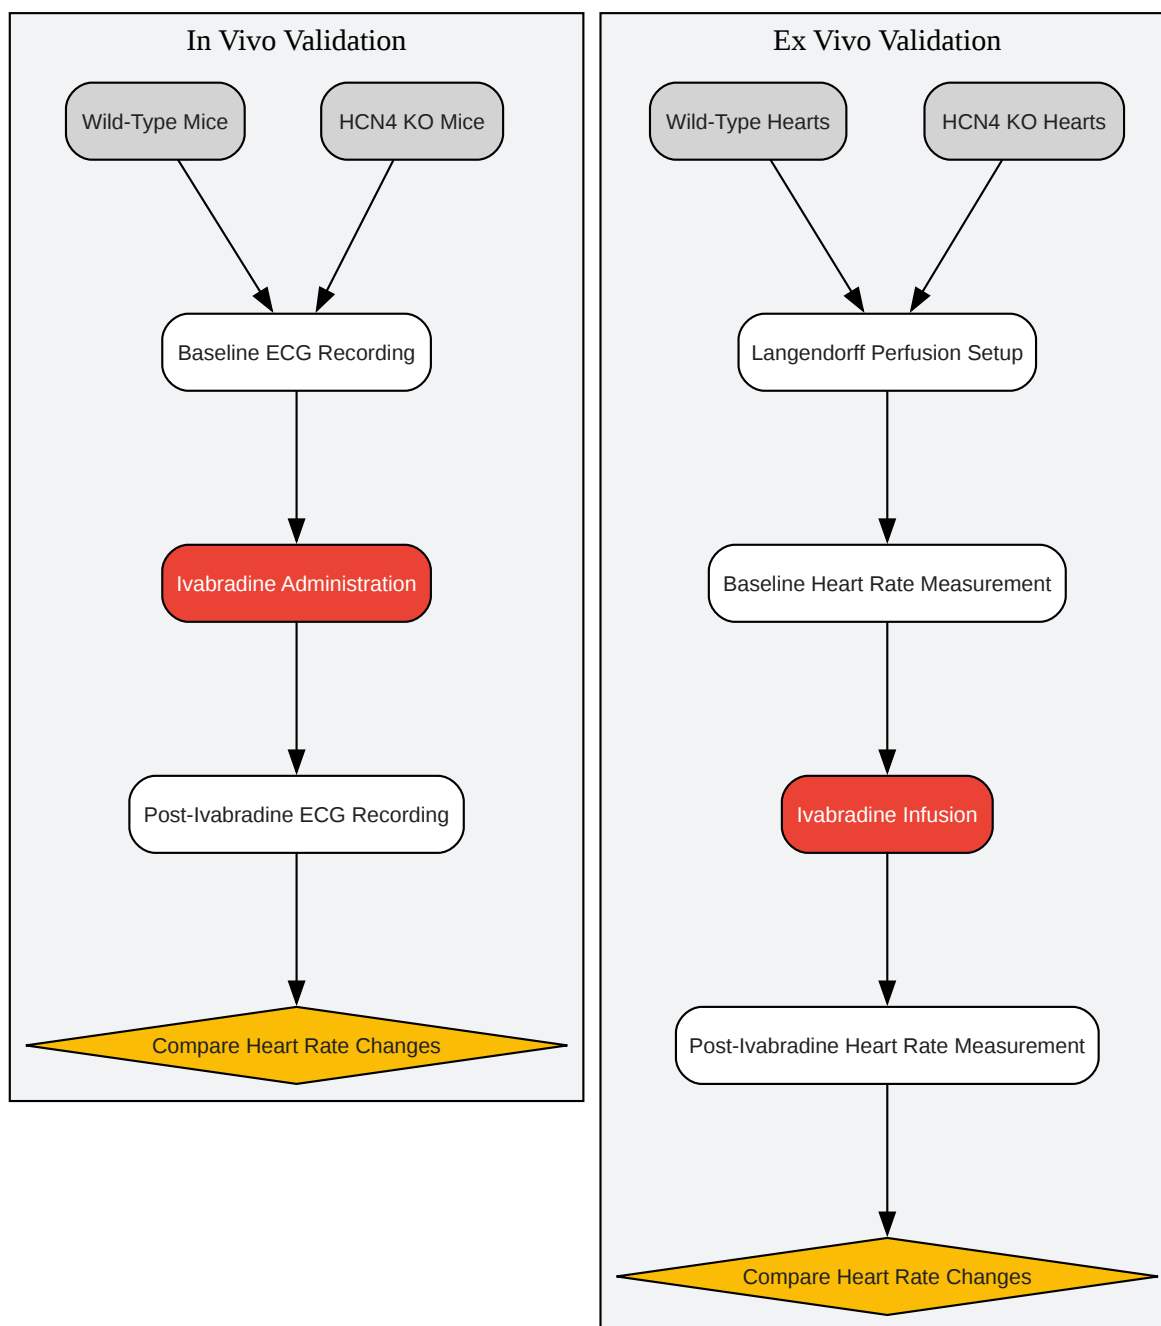 In Vivo Validation
Wild-Type Mice
HCN4 KO Mice
Baseline ECG Recording
Ivabradine Administration
Post-Ivabradine ECG Recording
Compare Heart Rate Changes
Ex Vivo Validation
Wild-Type Hearts
HCN4 KO Hearts
Langendorff Perfusion Setup
Baseline Heart Rate Measurement
Ivabradine Infusion
Post-Ivabradine Heart Rate Measurement
Compare Heart Rate Changes